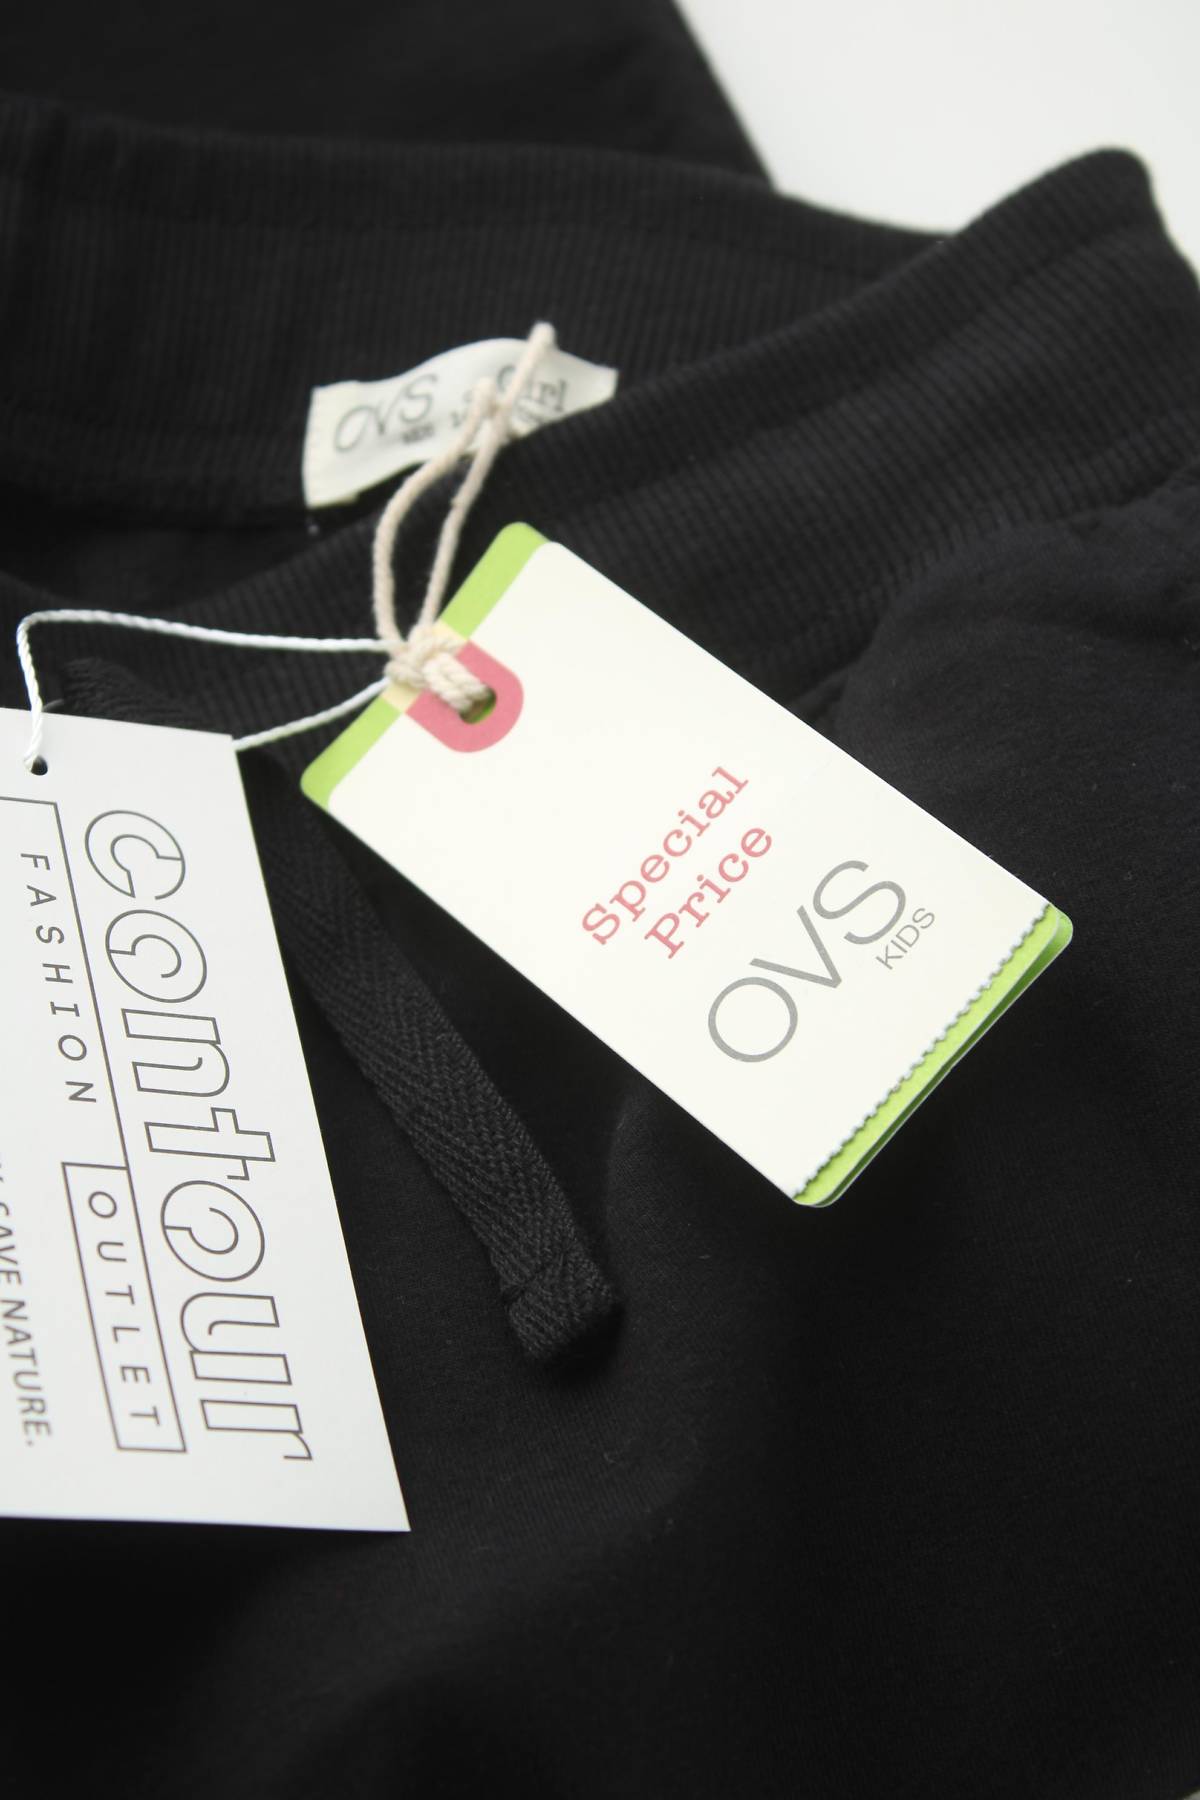 OVS
Special
Price
OVS
KIDS
contour
FASHION OUTLET
SAVE NATURE.